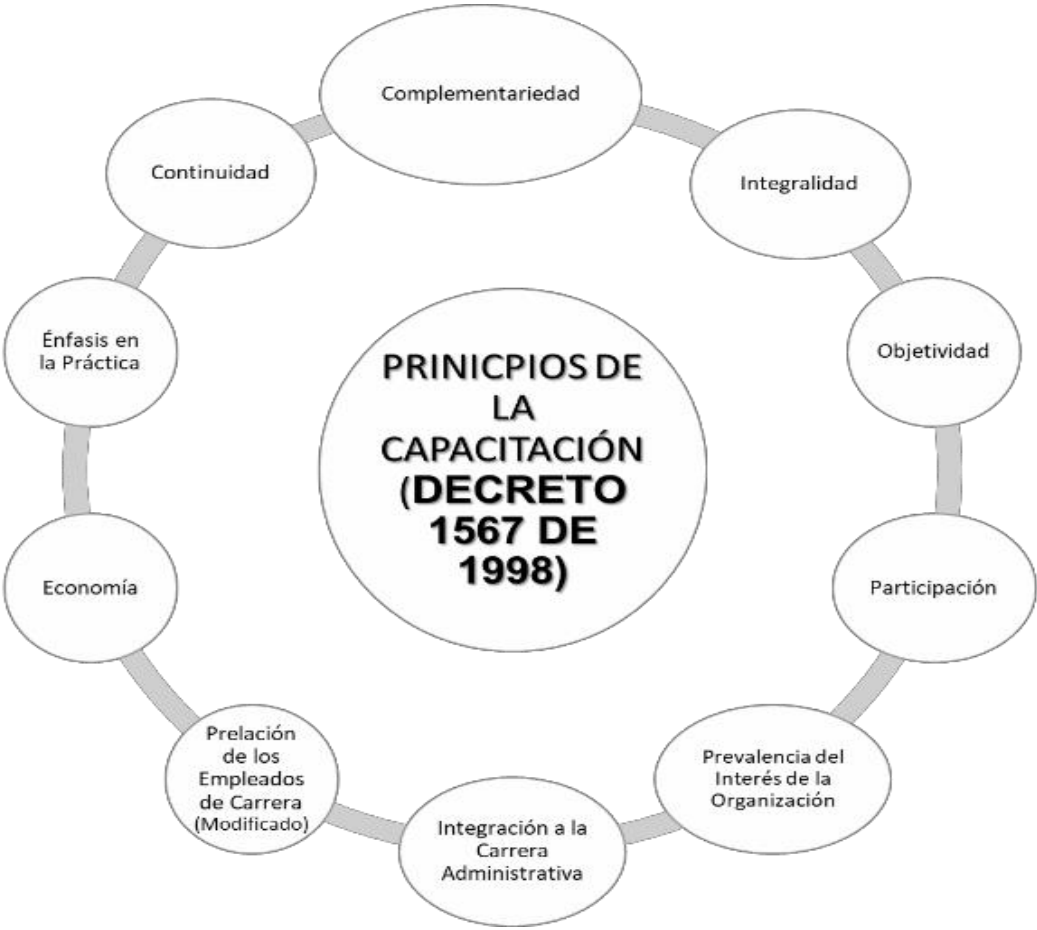 Complementariedad
Integralidad
Objetividad
Participación
Prevalencia del
Interés de la
Organización
Integración a la
Carrera
Administrativa
Prelación
de los
Empleados
de Carrera
(Modificado)
Economía
Énfasis en
la Práctica
Continuidad
PRINICPIOS DE
LA
CAPACITACIÓN
(DECRETO
1567 DE
1998)